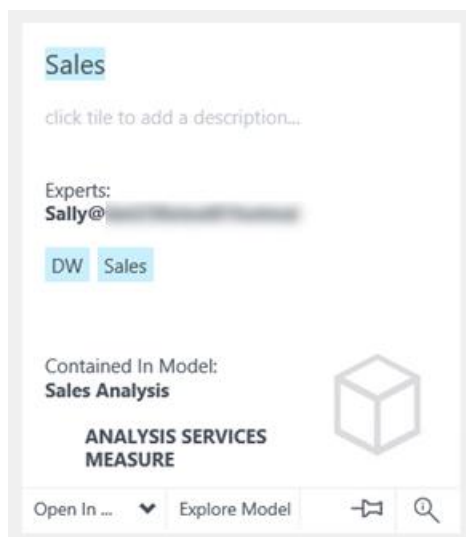 Sales
click tile to add a description...
Experts:
Sally@
DW Sales
Contained In Model:
Sales Analysis
ANALYSIS SERVICES
MEASURE
Open In ... Explore Model